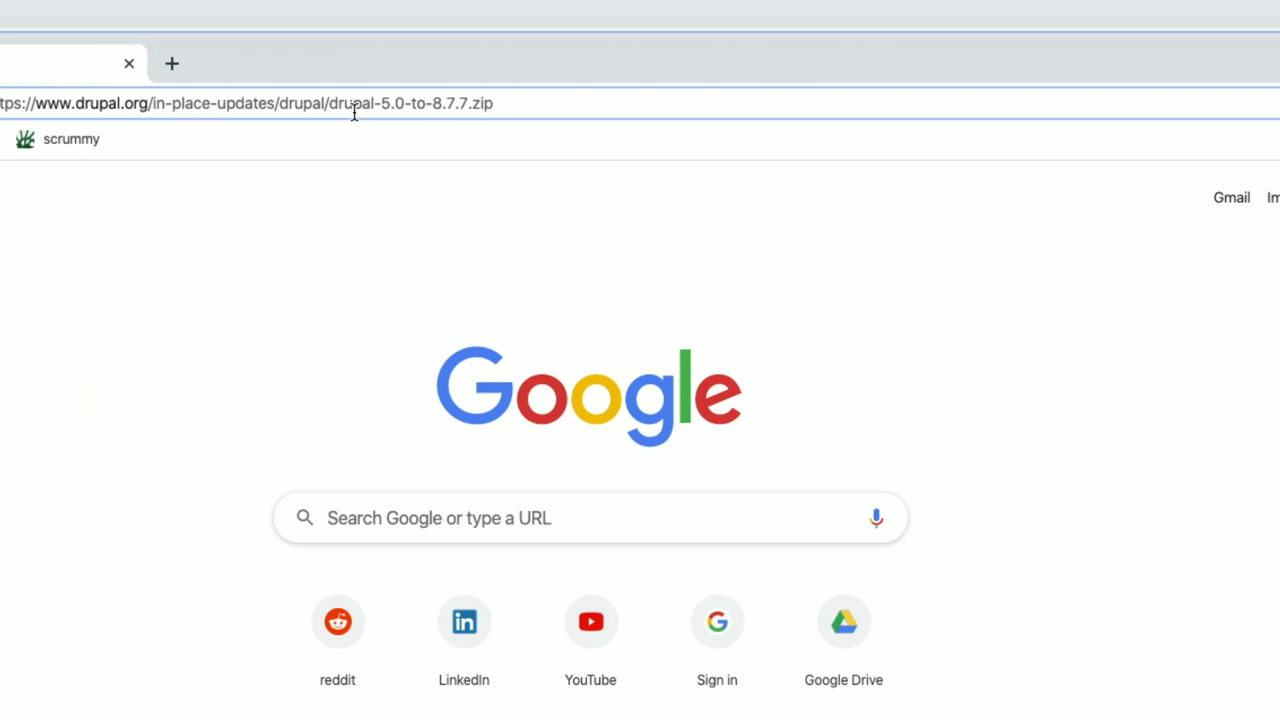 tps://www.drupal.org/in-place-updates/drupal/drupal-5.0-to-8.7.7.zip
scrummy
Gmail Im
Google
Search Google or type a URL
reddit LinkedIn YouTube Sign in Google Drive